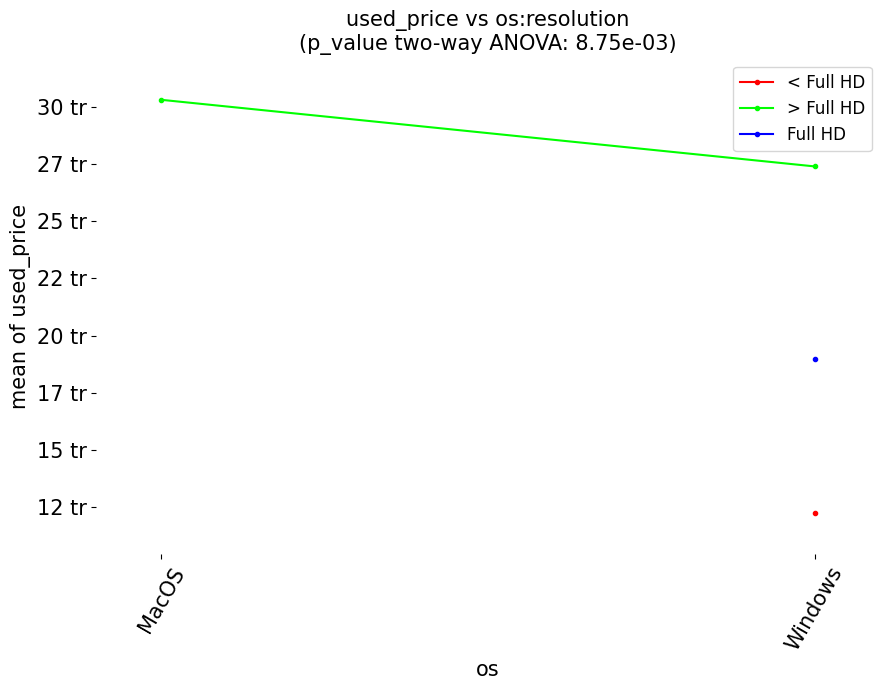 used_price vs os:resolution
(p_value two-way ANOVA: 8.75e-03)
< Full HD
> Full HD
Full HD
30 tr
27 tr
25 tr
22 tr
20 tr
17 tr
15 tr
12 tr
mean of used_price
MacOS
Windows
os